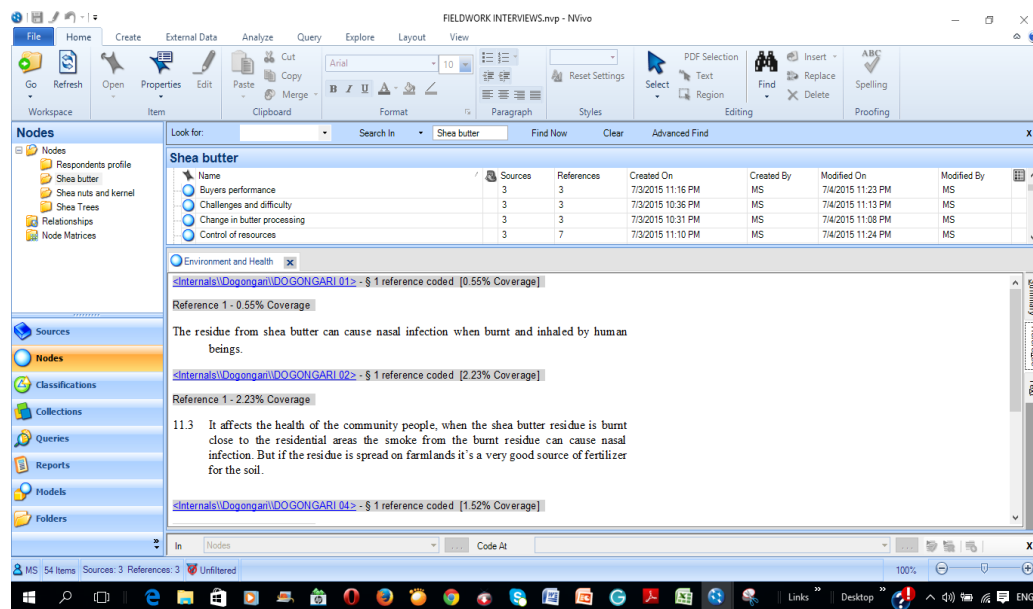 FIELDWORK INTERVIEWS.nvp - NVivo
File Home Create External Data Analyze Query Explore Layout View
Go Refresh Open Properties Edit Paste Cut Copy Merge
Arial 10
B I U A
Reset Settings
Select PDF Selection Text Region Find Insert Replace Delete
ABC Spelling
Workspace Item Clipboard Format Paragraph Styles Editing Proofing
Nodes
Look for: Search In Shea butter Find Now Clear Advanced Find x
Nodes
Respondents profile
Shea butter
Shea nuts and kernel
Shea Trees
Relationships
Node Matrices
Shea butter
Name / Sources References Created On Created By Modified On Modified By
Buyers performance 3 3 7/3/2015 11:16 PM MS 7/4/2015 11:23 PM MS
Challenges and difficulty 3 3 7/3/2015 10:36 PM MS 7/4/2015 11:13 PM MS
Change in butter processing 3 3 7/3/2015 10:31 PM MS 7/4/2015 11:08 PM MS
Control of resources 3 7 7/3/2015 11:10 PM MS 7/4/2015 11:24 PM MS
Environment and Health x
<Internals\\Dogongari\\DOGONGARI 01> - § 1 reference coded [0.55% Coverage]
Reference 1 - 0.55% Coverage
The residue from shea butter can cause nasal infection when burnt and inhaled by human
beings.
<Internals\\Dogongari\\DOGONGARI 02> - § 1 reference coded [2.23% Coverage]
Reference 1 - 2.23% Coverage
11.3 It affects the health of the community people, when the shea butter residue is burnt
close to the residential areas the smoke from the burnt residue can cause nasal
infection. But if the residue is spread on farmlands it's a very good source of fertilizer
for the soil.
<Internals\\Dogongari\\DOGONGARI 04> - § 1 reference coded [1.52% Coverage]
Sources
Nodes
Classifications
Collections
Queries
Reports
Models
Folders
In Nodes ... Code At ... x
MS 54 Items Sources: 3 References: 3 Unfiltered 100%
Links Desktop ENG